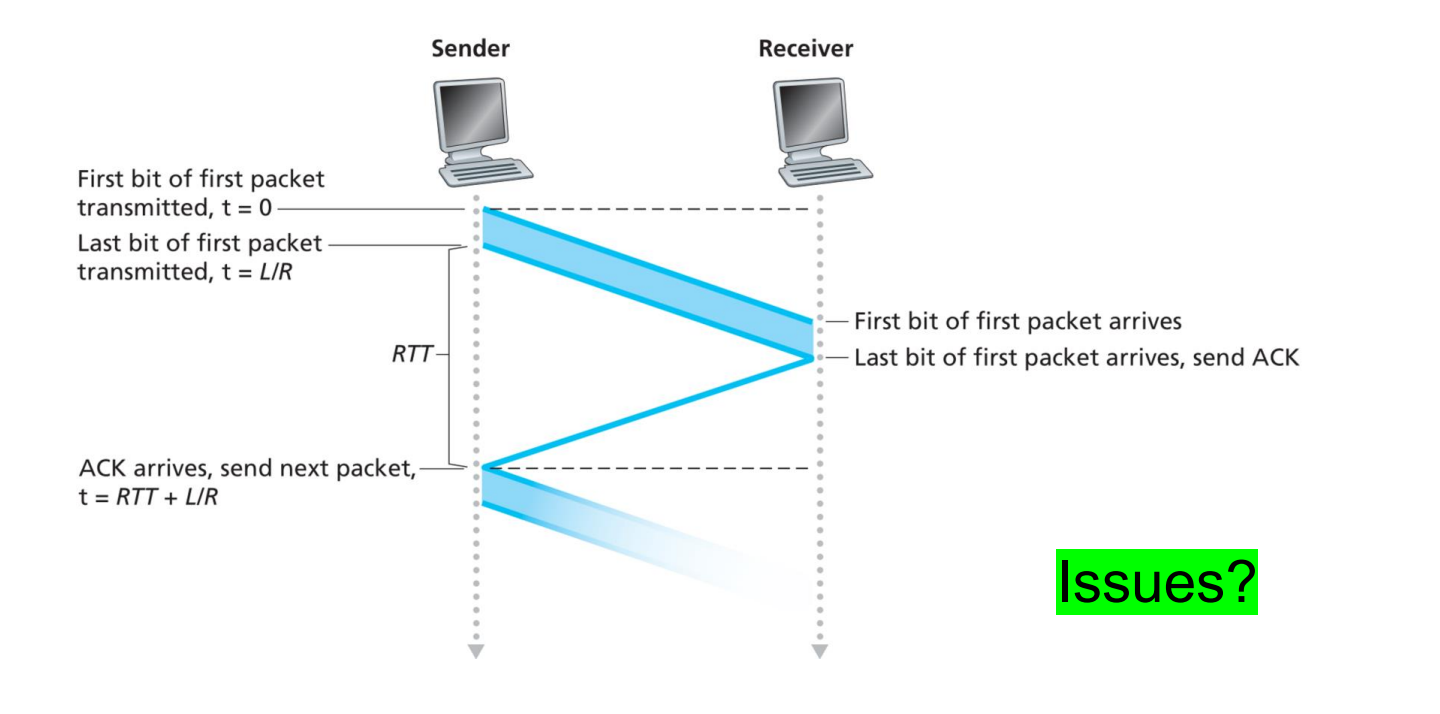 Sender
Receiver
First bit of first packet
transmitted, t = 0
Last bit of first packet
transmitted, t = L/R
First bit of first packet arrives
RTT
Last bit of first packet arrives, send ACK
ACK arrives, send next packet,
t = RTT + L/R
Issues?